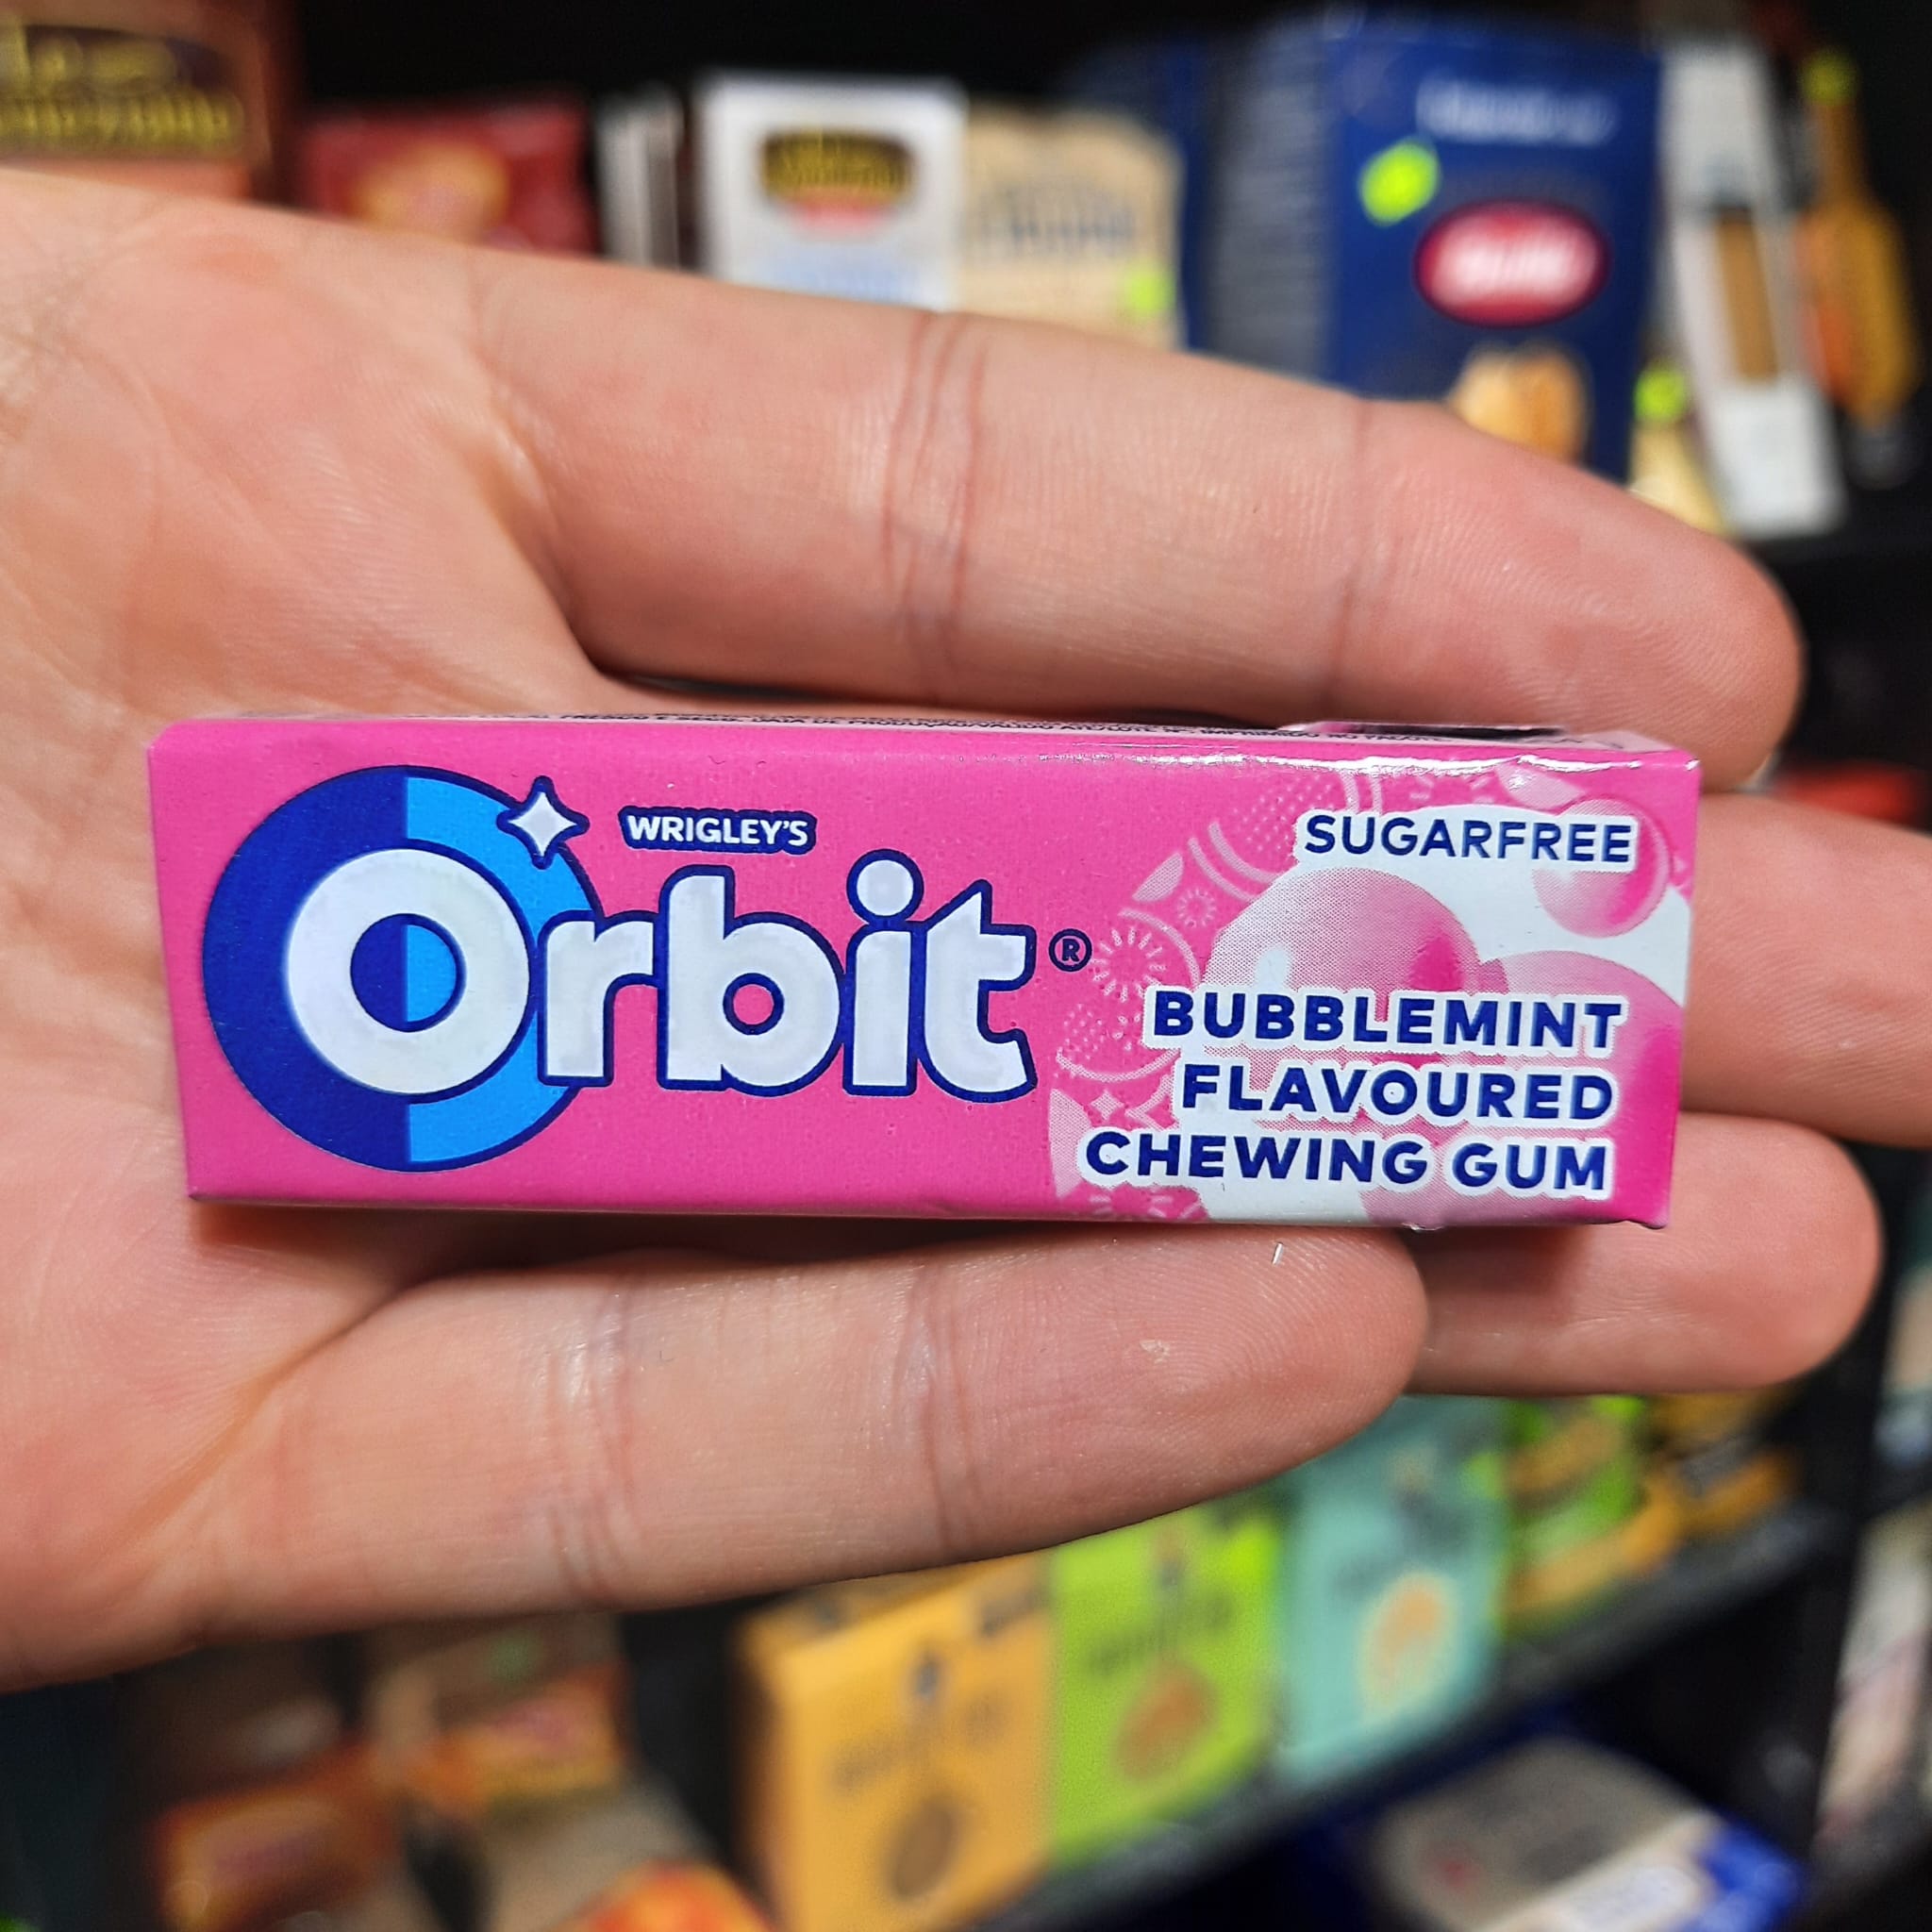 WRIGLEY'S
Orbit®
SUGARFREE
BUBBLEMINT
FLAVOURED
CHEWING GUM